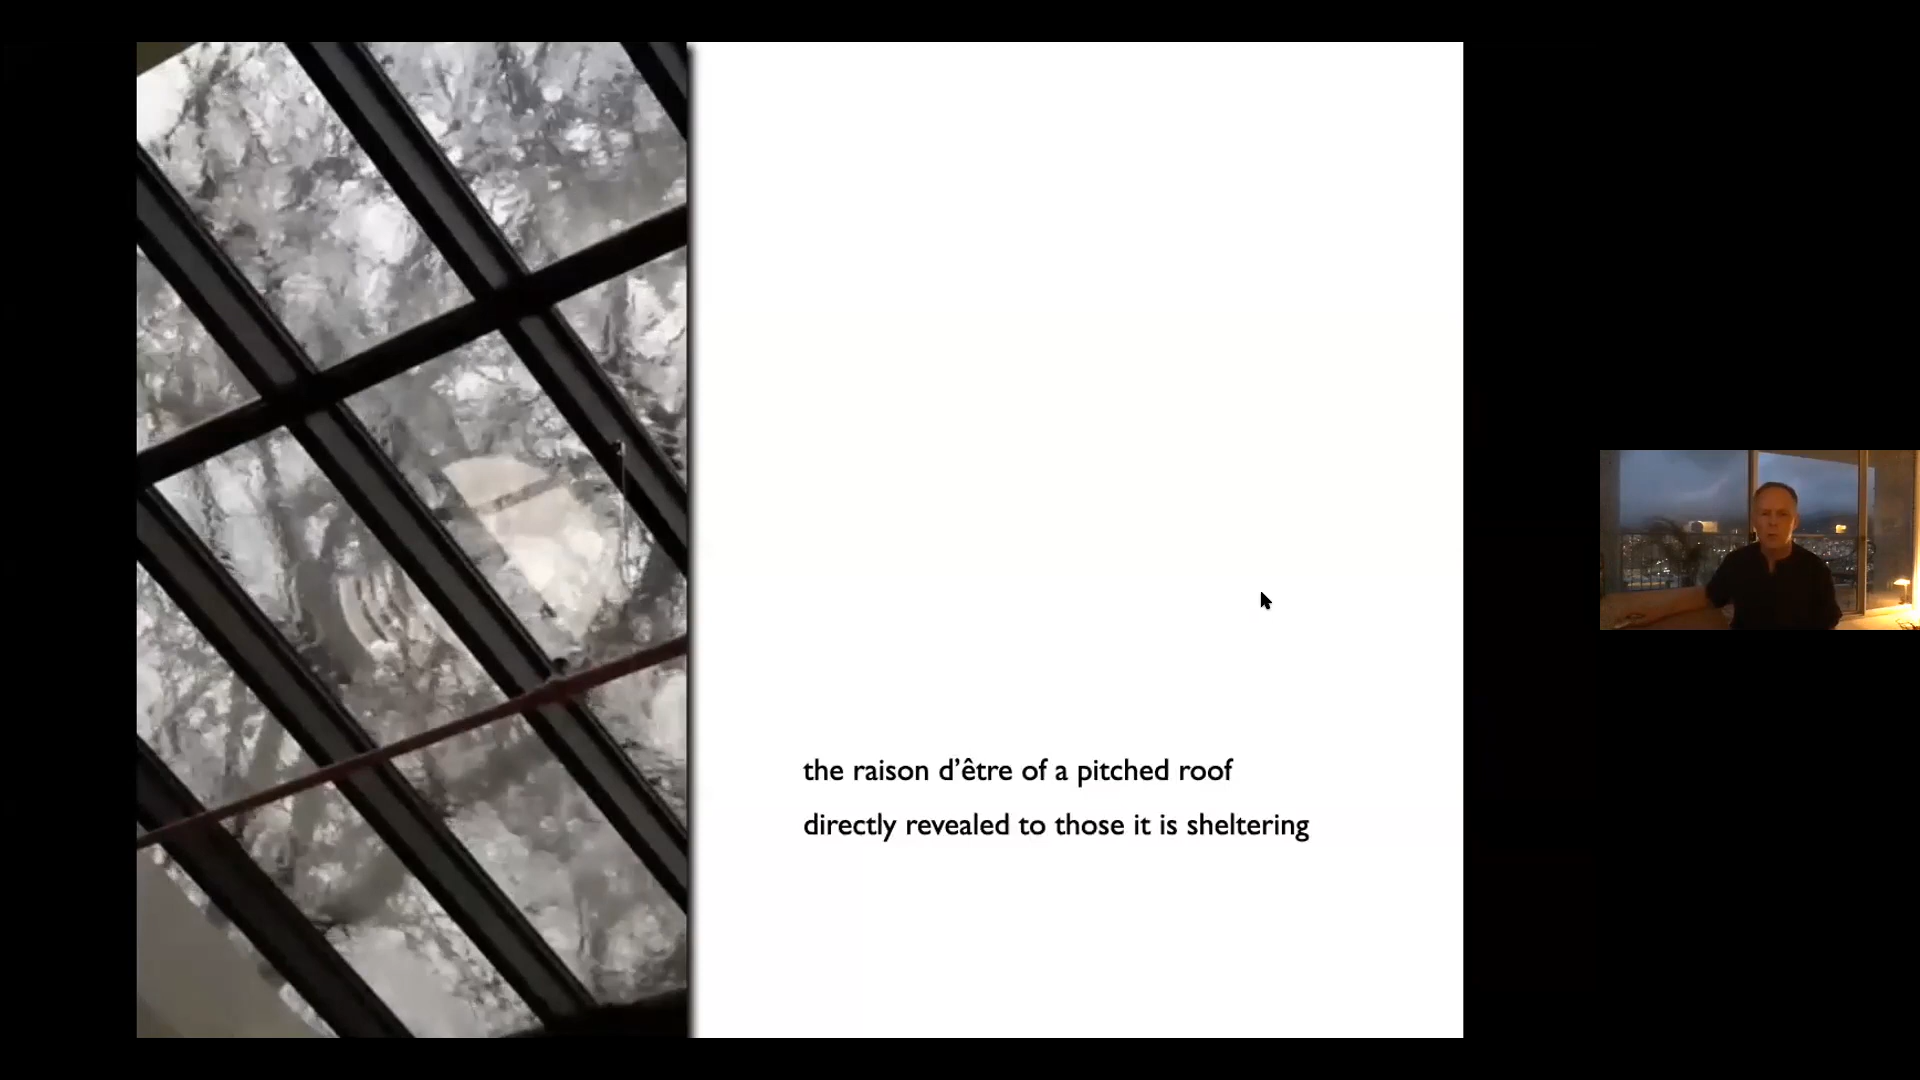 the raison d’être of a pitched roof
directly revealed to those it is sheltering